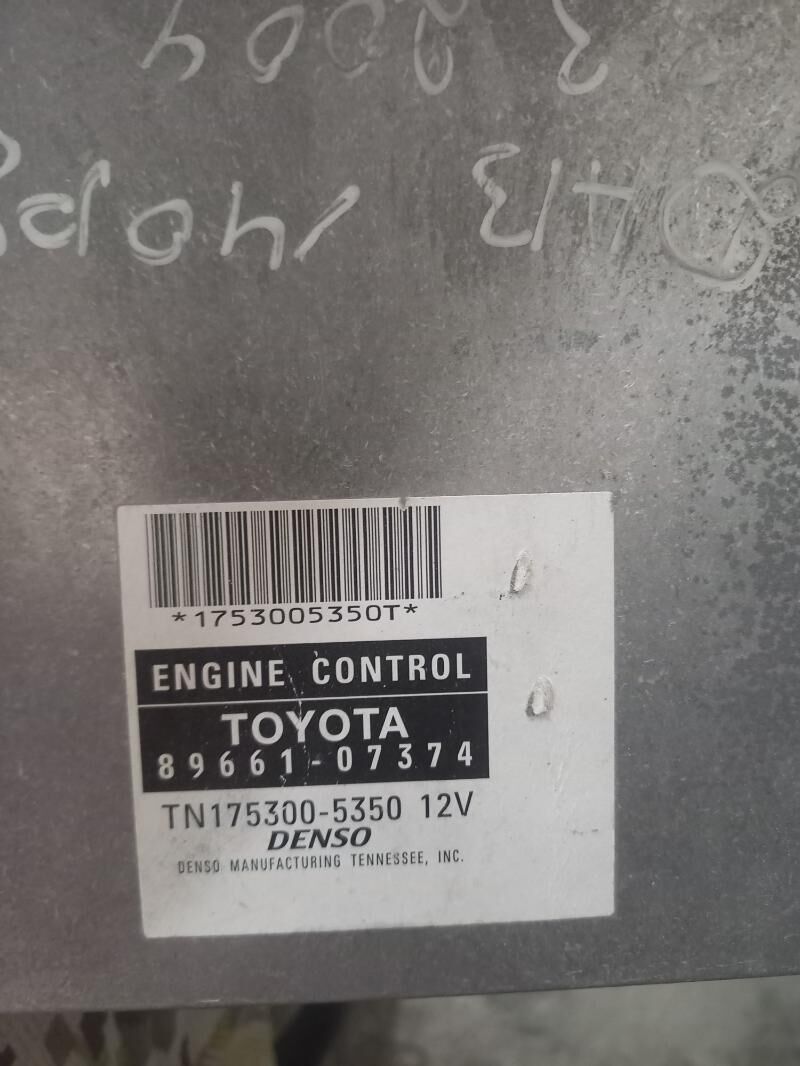 *1753005350T*
ENGINE CONTROL
TOYOTA
89661-07374
TN175300-5350 12V
DENSO
DENSO MANUFACTURING TENNESSEE, INC.